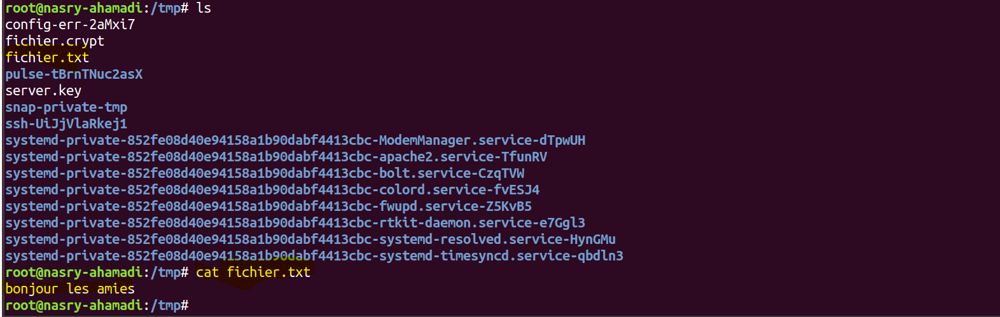 root@nasry-ahamadi:/tmp# ls
config-err-2aMxi7
fichier.crypt
fichier.txt
pulse-tBrnTNuc2asX
server.key
snap-private-tmp
ssh-UiJjVlaRkej1
systemd-private-852fe08d40e94158a1b90dabf4413cbc-ModemManager.service-dTpwUH
systemd-private-852fe08d40e94158a1b90dabf4413cbc-apache2.service-TfunRV
systemd-private-852fe08d40e94158a1b90dabf4413cbc-bolt.service-CzqTVW
systemd-private-852fe08d40e94158a1b90dabf4413cbc-colord.service-fvESJ4
systemd-private-852fe08d40e94158a1b90dabf4413cbc-fwupd.service-Z5KvB5
systemd-private-852fe08d40e94158a1b90dabf4413cbc-rtkit-daemon.service-e7Ggl3
systemd-private-852fe08d40e94158a1b90dabf4413cbc-systemd-resolved.service-HynGMu
systemd-private-852fe08d40e94158a1b90dabf4413cbc-systemd-timesyncd.service-qbdln3
root@nasry-ahamadi:/tmp# cat fichier.txt
bonjour les amies
root@nasry-ahamadi:/tmp#